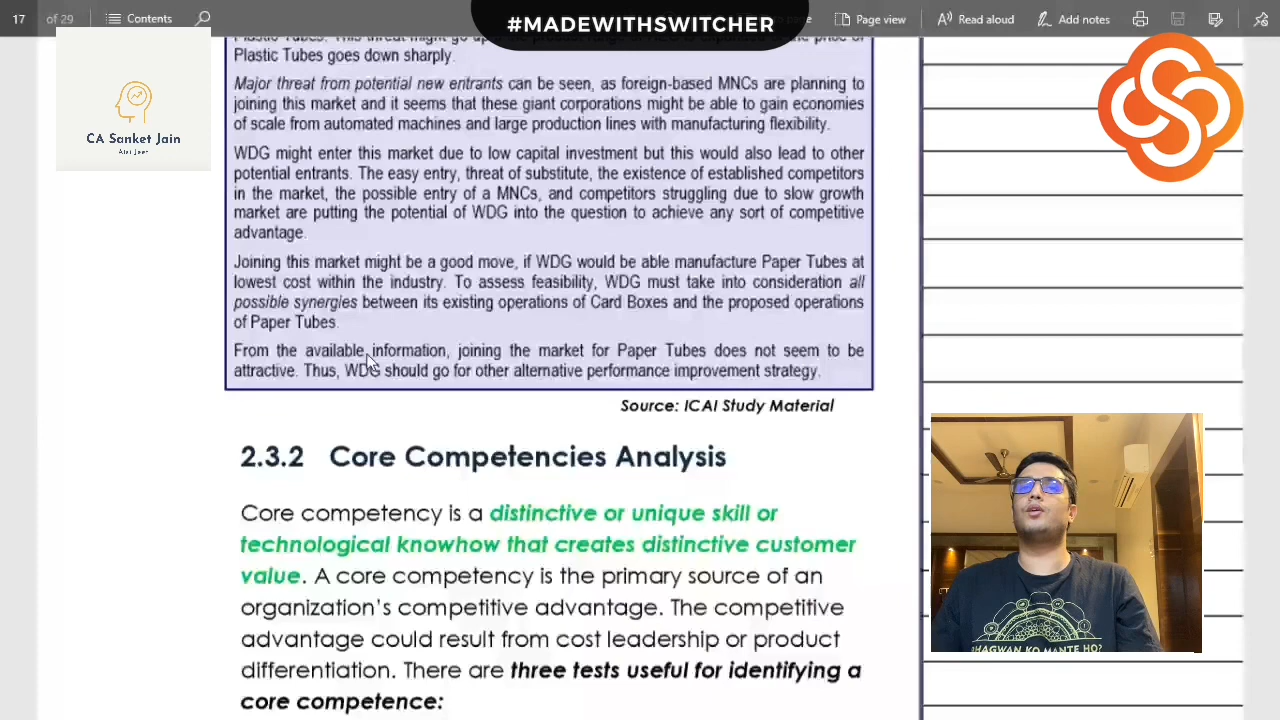 17 of 29
#MADEWITHSWITCHER
Page view
Read aloud
Add notes
Contents
CA Sanket Jain
Plastic Tubes goes down sharply.
Major threat from potential new entrants can be seen, as foreign-based MNCs are planning to
joining this market and it seems that these giant corporations might be able to gain economies
of scale from automated machines and large production lines with manufacturing flexibility.
WDG might enter this market due to low capital investment but this would also lead to other
potential entrants. The easy entry, threat of substitute, the existence of established competitors
in the market, the possible entry of a MNCs, and competitors struggling due to slow growth
market are putting the potential of WDG into the question to achieve any sort of competitive
advantage.
Joining this market might be a good move, if WDG would be able manufacture Paper Tubes at
lowest cost within the industry. To assess feasibility, WDG must take into consideration all
possible synergies between its existing operations of Card Boxes and the proposed operations
of Paper Tubes.
From the available information, joining the market for Paper Tubes does not seem to be
attractive. Thus, WDG should go for other alternative performance improvement strategy.
Source: ICAI Study Material
2.3.2 Core Competencies Analysis
Core competency is a distinctive or unique skill or
technological knowhow that creates distinctive customer
value. A core competency is the primary source of an
organization's competitive advantage. The competitive
advantage could result from cost leadership or product
differentiation. There are three tests useful for identifying a
core competence:
BHAGWAN KO MANTE HO?